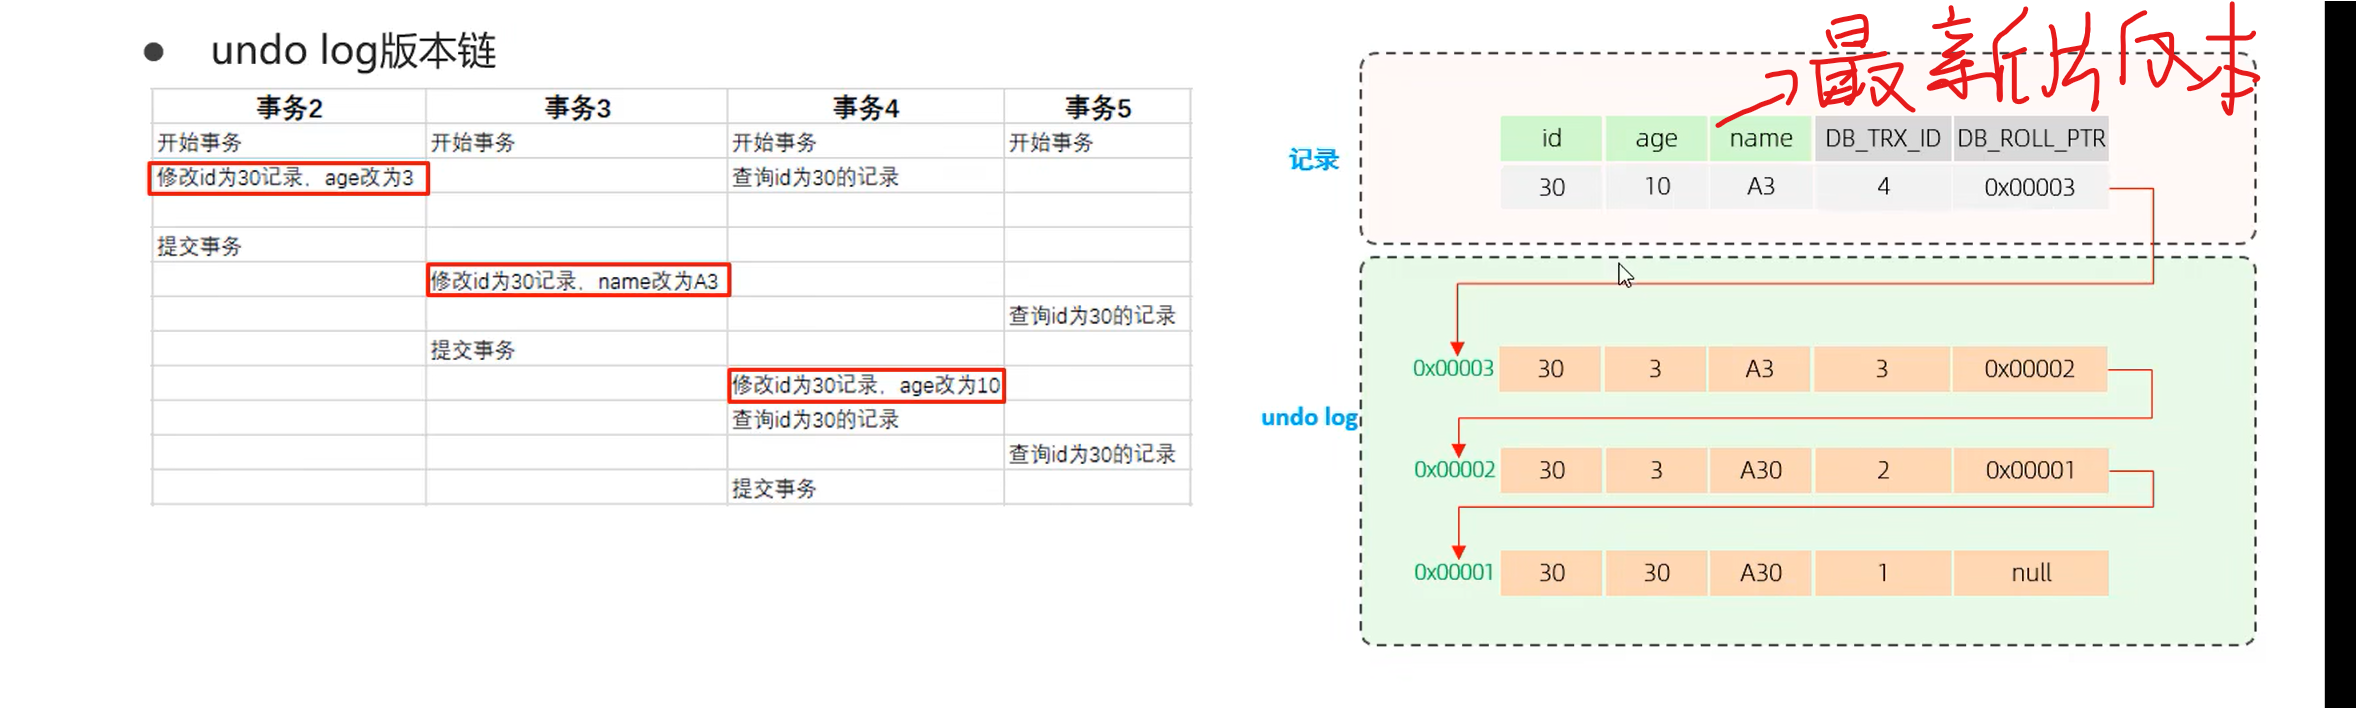 undo log版本链
事务2 事务3 事务4 事务5
开始事务 开始事务 开始事务 开始事务
修改id为30记录，age改为3 查询id为30的记录
提交事务
修改id为30记录，name改为A3
查询id为30的记录
提交事务
修改id为30记录，age改为10
查询id为30的记录
查询id为30的记录
提交事务
最新版本
记录
id age name DB_TRX_ID DB_ROLL_PTR
30 10 A3 4 0x00003
undo log
0x00003 30 3 A3 3 0x00002
0x00002 30 3 A30 2 0x00001
0x00001 30 30 A30 1 null